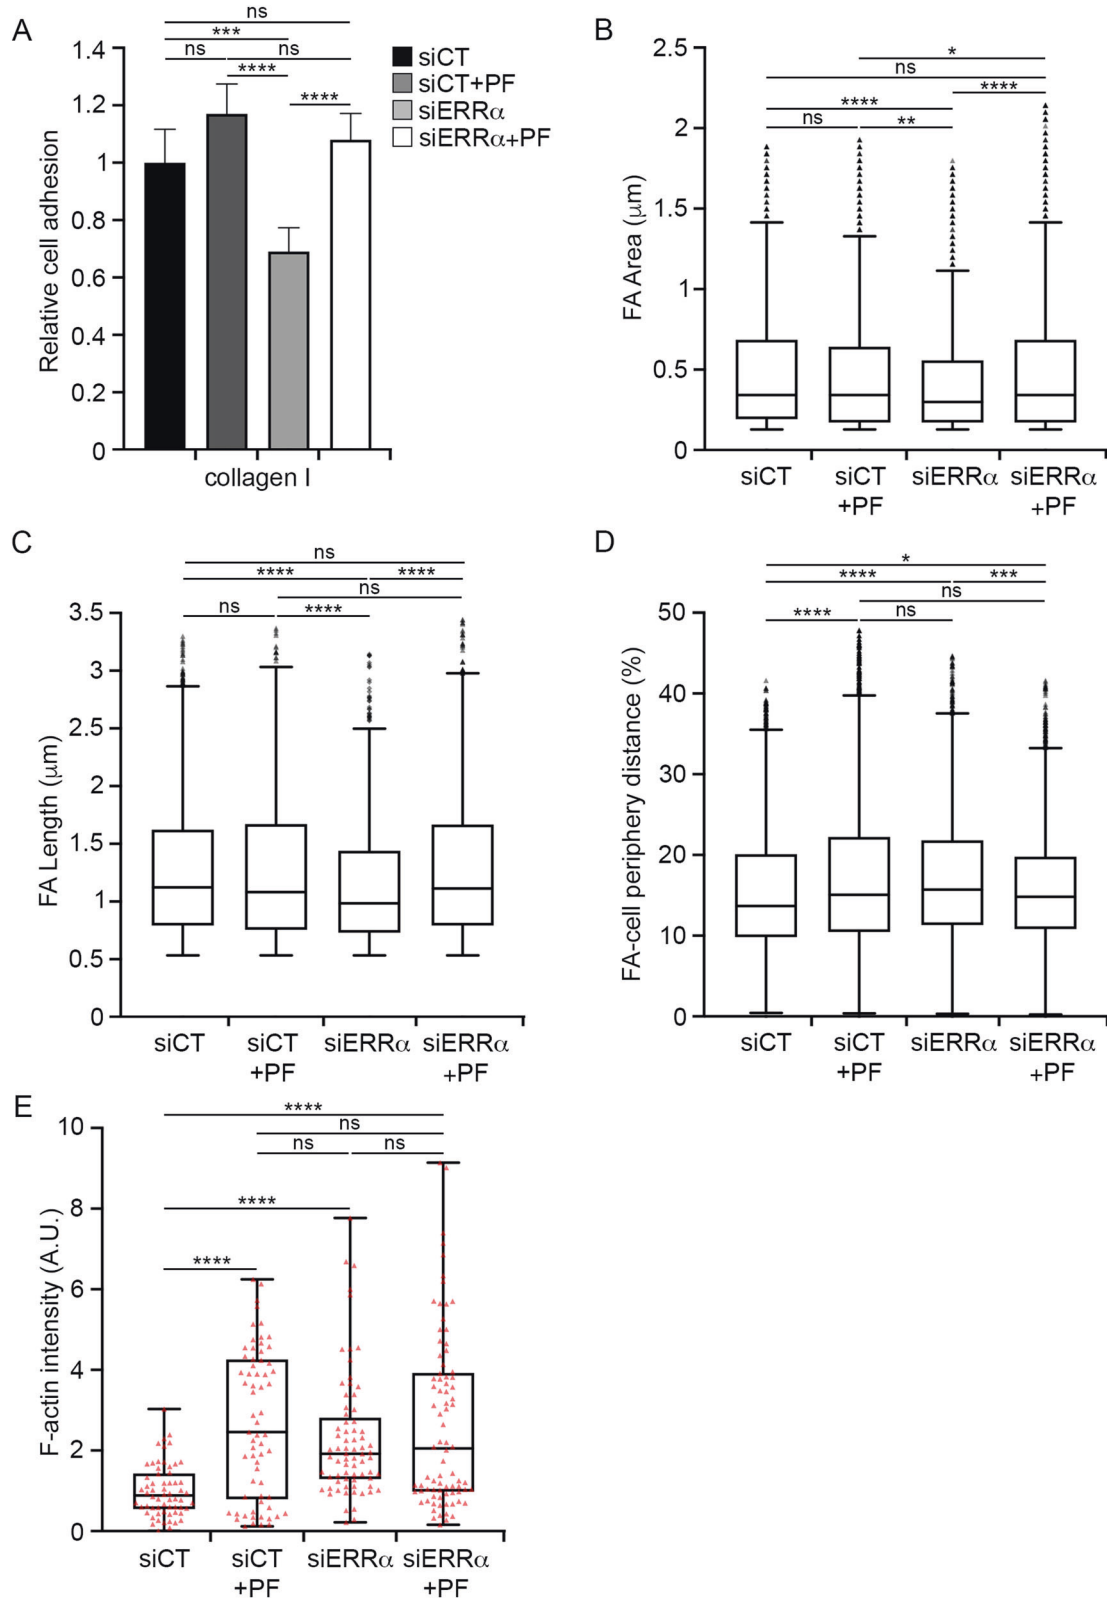 A
ns
***
ns ns
****
****
1.4
1.2
1
0.8
0.6
0.4
0.2
0
Relative cell adhesion
collagen I
siCT
siCT+PF
siERRα
siERRα+PF
B
*
ns
****
****
ns **
2.5
2
1.5
1
0.5
0
FA Area (μm)
siCT siCT +PF siERRα siERRα +PF
C
ns
**** ****
ns
ns ****
3.5
3
2.5
2
1.5
1
0.5
0
FA Length (μm)
siCT siCT +PF siERRα siERRα +PF
D
*
**** ***
ns
**** ns
50
40
30
20
10
0
FA-cell periphery distance (%)
siCT siCT +PF siERRα siERRα +PF
E
****
ns
ns ns
****
****
10
8
6
4
2
0
F-actin intensity (A.U.)
siCT siCT +PF siERRα siERRα +PF